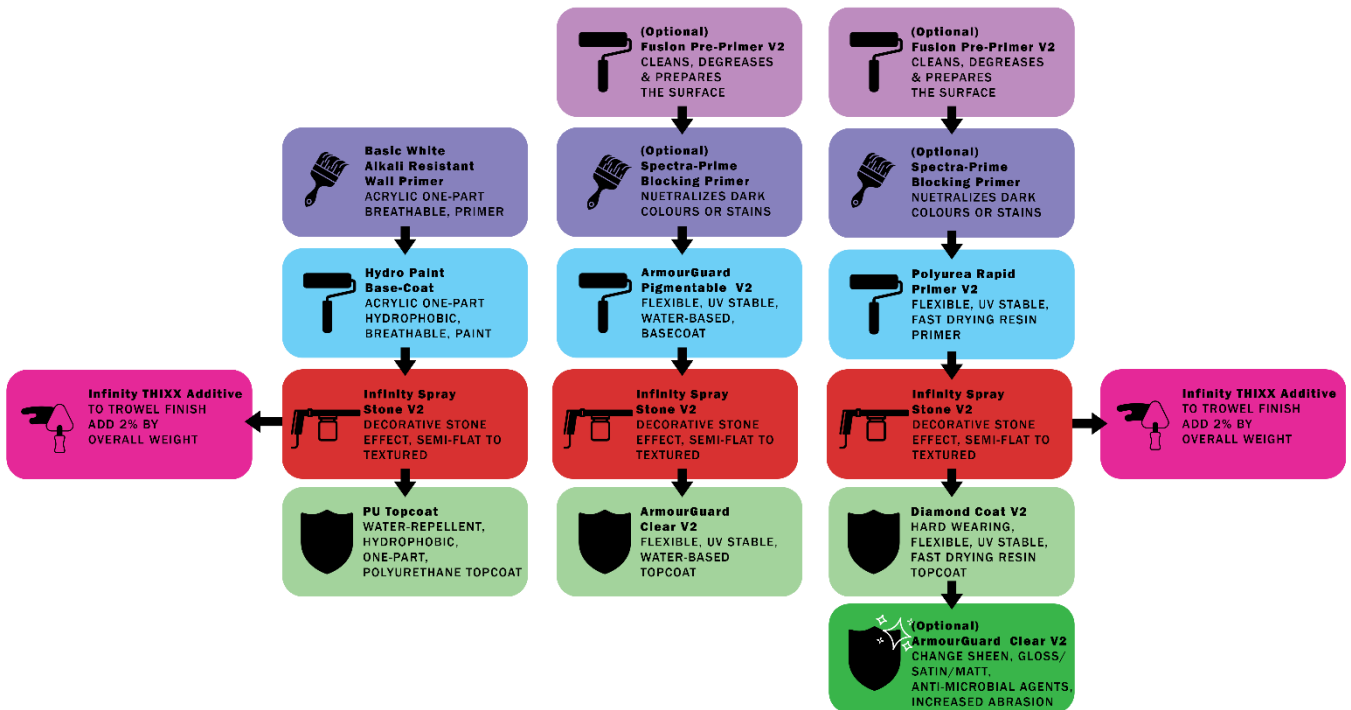 (Optional)
Fusion Pre-Primer V2
CLEANS, DEGREASES
& PREPARES
THE SURFACE
(Optional)
Fusion Pre-Primer V2
CLEANS, DEGREASES
& PREPARES
THE SURFACE
Basic White
Alkali Resistant
Wall Primer
ACRYLIC ONE-PART
BREATHABLE, PRIMER
(Optional)
Spectra-Prime
Blocking Primer
NUETRALIZES DARK
COLOURS OR STAINS
(Optional)
Spectra-Prime
Blocking Primer
NUETRALIZES DARK
COLOURS OR STAINS
Hydro Paint
Base-Coat
ACRYLIC ONE-PART
HYDROPHOBIC,
BREATHABLE, PAINT
ArmourGuard
Pigmentable V2
FLEXIBLE, UV STABLE,
WATER-BASED,
BASECOAT
Polyurea Rapid
Primer V2
FLEXIBLE, UV STABLE,
FAST DRYING RESIN
PRIMER
Infinity THIXX Additive
TO TROWEL FINISH
ADD 2% BY
OVERALL WEIGHT
Infinity Spray
Stone V2
DECORATIVE STONE
EFFECT, SEMI-FLAT TO
TEXTURED
Infinity Spray
Stone V2
DECORATIVE STONE
EFFECT, SEMI-FLAT TO
TEXTURED
Infinity Spray
Stone V2
DECORATIVE STONE
EFFECT, SEMI-FLAT TO
TEXTURED
Infinity THIXX Additive
TO TROWEL FINISH
ADD 2% BY
OVERALL WEIGHT
PU Topcoat
WATER-REPELLENT,
HYDROPHOBIC,
ONE-PART,
POLYURETHANE TOPCOAT
ArmourGuard
Clear V2
FLEXIBLE, UV STABLE,
WATER-BASED
TOPCOAT
Diamond Coat V2
HARD WEARING,
FLEXIBLE, UV STABLE,
FAST DRYING RESIN
TOPCOAT
(Optional)
ArmourGuard Clear V2
CHANGE SHEEN, GLOSS/
SATIN/MATT,
ANTI-MICROBIAL AGENTS,
INCREASED ABRASION